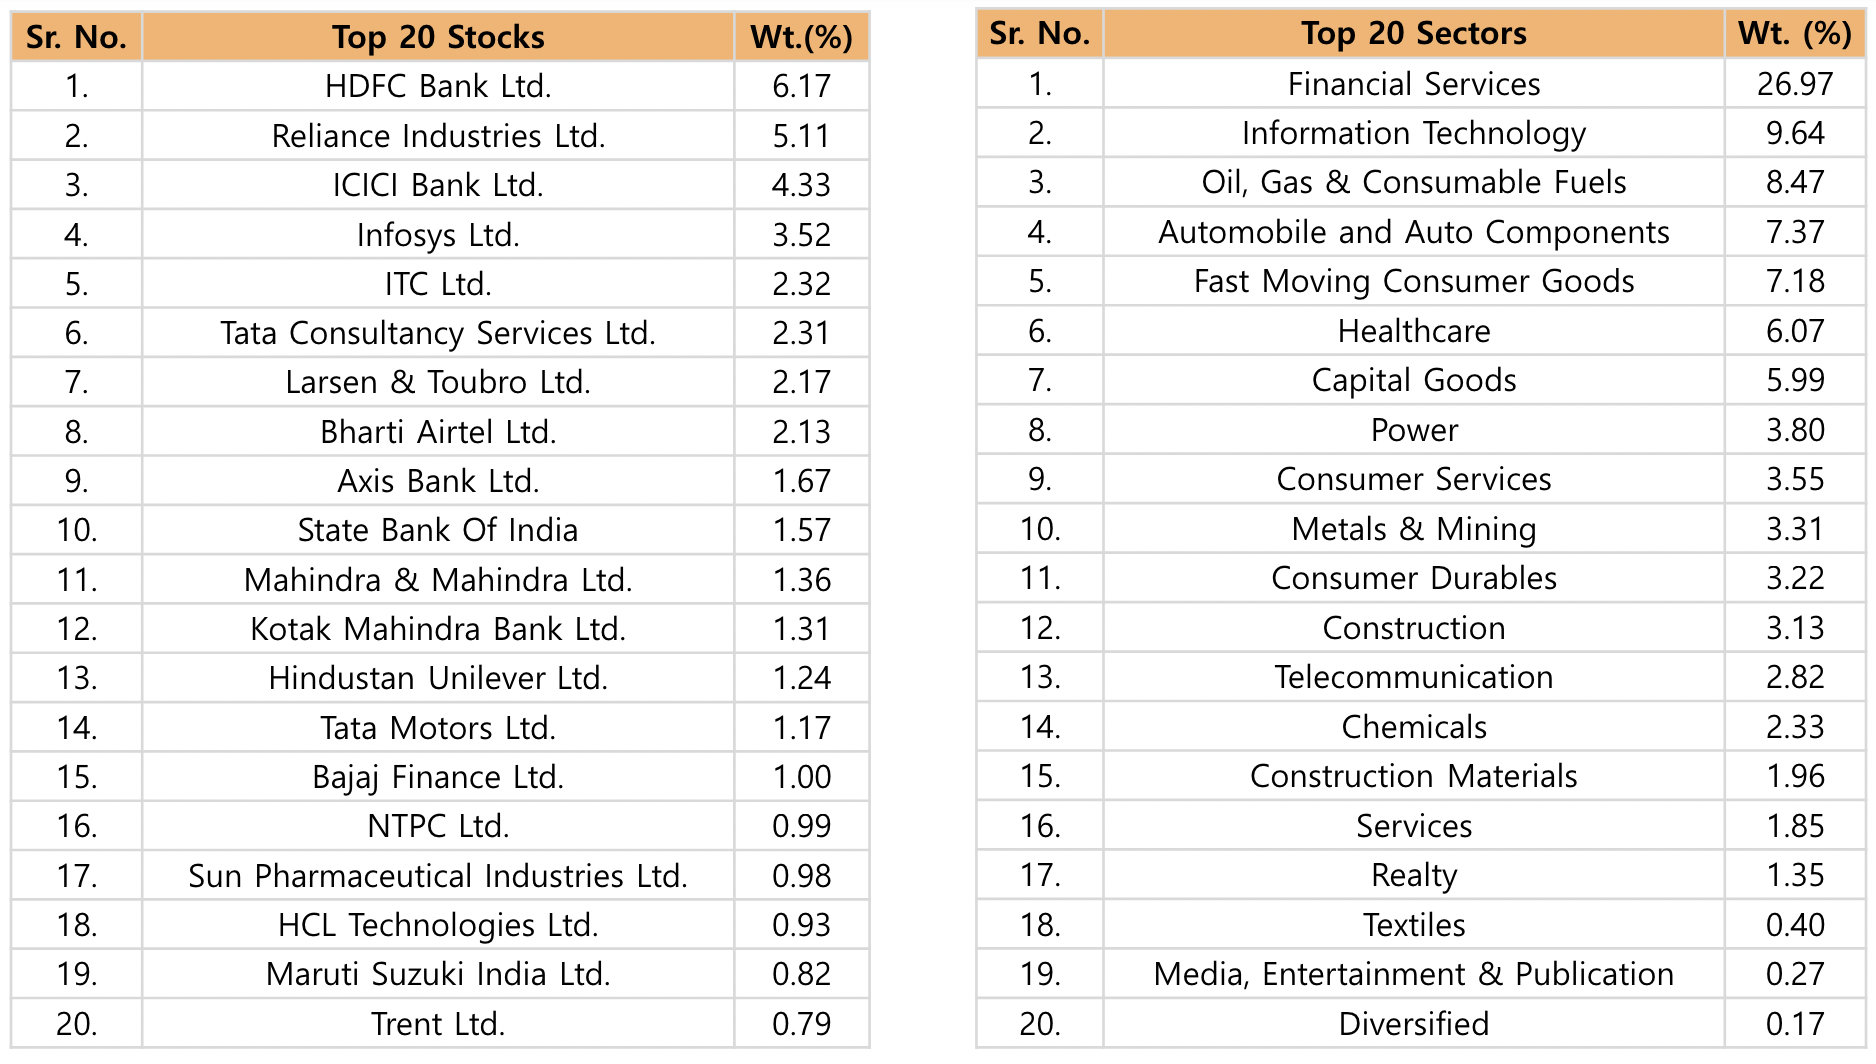 Sr. No. Top 20 Stocks Wt.(%)
1. HDFC Bank Ltd. 6.17
2. Reliance Industries Ltd. 5.11
3. ICICI Bank Ltd. 4.33
4. Infosys Ltd. 3.52
5. ITC Ltd. 2.32
6. Tata Consultancy Services Ltd. 2.31
7. Larsen & Toubro Ltd. 2.17
8. Bharti Airtel Ltd. 2.13
9. Axis Bank Ltd. 1.67
10. State Bank Of India 1.57
11. Mahindra & Mahindra Ltd. 1.36
12. Kotak Mahindra Bank Ltd. 1.31
13. Hindustan Unilever Ltd. 1.24
14. Tata Motors Ltd. 1.17
15. Bajaj Finance Ltd. 1.00
16. NTPC Ltd. 0.99
17. Sun Pharmaceutical Industries Ltd. 0.98
18. HCL Technologies Ltd. 0.93
19. Maruti Suzuki India Ltd. 0.82
20. Trent Ltd. 0.79
Sr. No. Top 20 Sectors Wt. (%)
1. Financial Services 26.97
2. Information Technology 9.64
3. Oil, Gas & Consumable Fuels 8.47
4. Automobile and Auto Components 7.37
5. Fast Moving Consumer Goods 7.18
6. Healthcare 6.07
7. Capital Goods 5.99
8. Power 3.80
9. Consumer Services 3.55
10. Metals & Mining 3.31
11. Consumer Durables 3.22
12. Construction 3.13
13. Telecommunication 2.82
14. Chemicals 2.33
15. Construction Materials 1.96
16. Services 1.85
17. Realty 1.35
18. Textiles 0.40
19. Media, Entertainment & Publication 0.27
20. Diversified 0.17